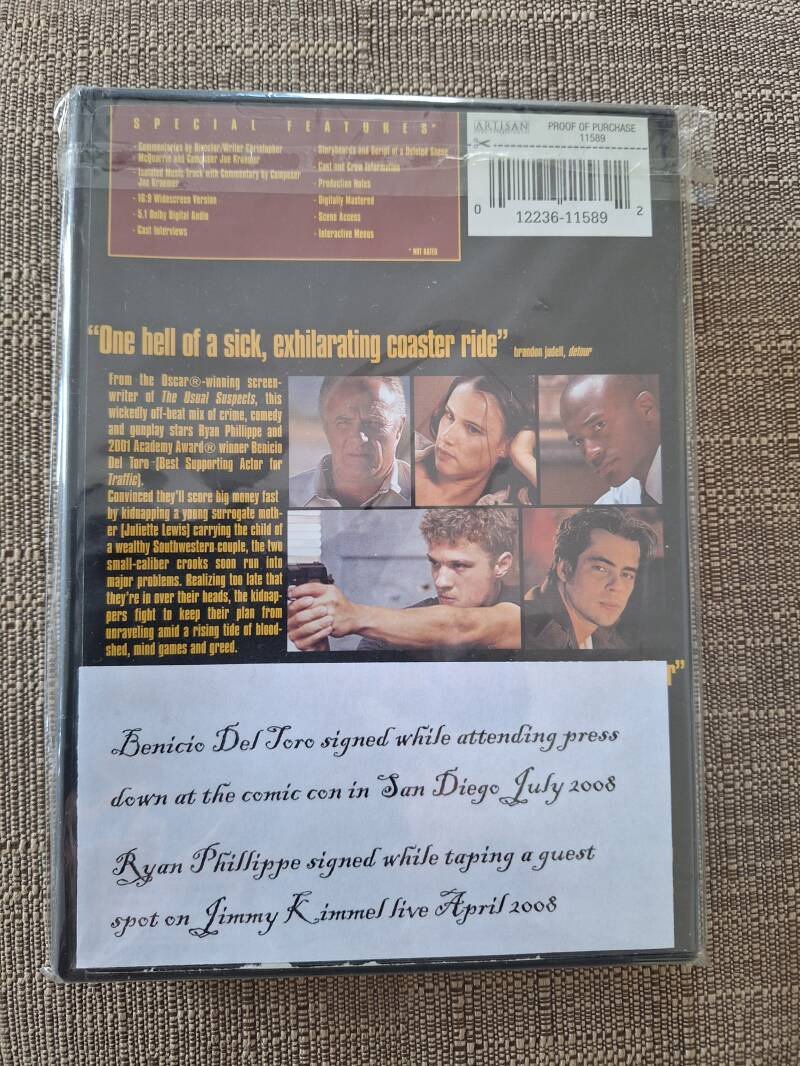 SPECIAL FEATURES*
- Commentaries by Director/Writer Christopher
McQuarrie and Composer Joe Kraemer
- Isolated Music Track with Commentary by Composer
Joe Kraemer
- 16:9 Widescreen Version
- 5.1 Dolby Digital Audio
- Cast Interviews
- Storyboards and Script of a Deleted Scene
- Cast and Crew Information
- Production Notes
- Digitally Mastered
- Scene Access
- Interactive Menus
* NOT RATED
ARTISAN
PROOF OF PURCHASE
11589
0 12236-11589 2
“One hell of a sick, exhilarating coaster ride” brandon judell, detour
From the Oscar®-winning screen-
writer of The Usual Suspects, this
wickedly off-beat mix of crime, comedy
and gunplay stars Ryan Phillippe and
2001 Academy Award® winner Benicio
Del Toro (Best Supporting Actor for
Traffic).
Convinced they'll score big money fast
by kidnapping a young surrogate moth-
er (Juliette Lewis) carrying the child of
a wealthy Southwestern couple, the two
small-caliber crooks soon run into
major problems. Realizing too late that
they're in over their heads, the kidnap-
pers fight to keep their plan from
unraveling amid a rising tide of blood-
shed, mind games and greed.
r”
Benicio Del Toro signed while attending press
down at the comic con in San Diego July 2008
Ryan Phillippe signed while taping a guest
spot on Jimmy Kimmel live April 2008